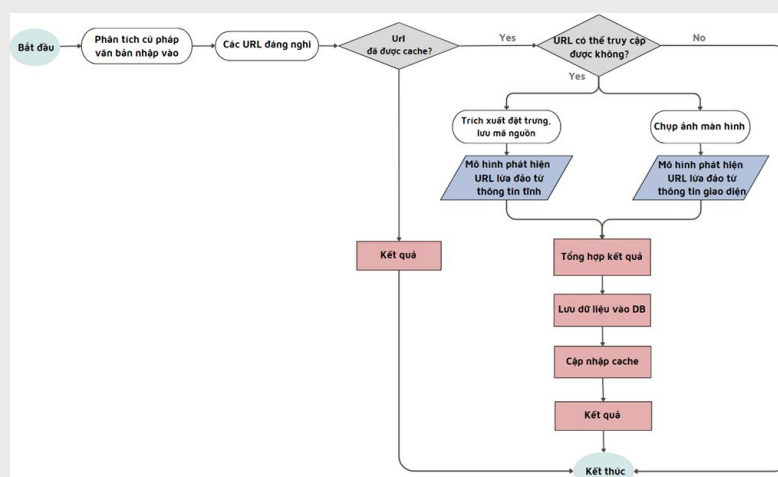 Bắt đầu
Phân tích cú pháp
văn bản nhập vào
Các URL đáng nghi
Url
đã được cache?
Yes
URL có thể truy cập
được không?
No
Yes
Trích xuất đặt trưng,
lưu mã nguồn
Chụp ảnh màn hình
Mô hình phát hiện
URL lừa đảo từ
thông tin tĩnh
Mô hình phát hiện
URL lừa đảo từ
thông tin giao diện
Kết quả
Tổng hợp kết quả
Lưu dữ liệu vào DB
Cập nhập cache
Kết quả
Kết thúc